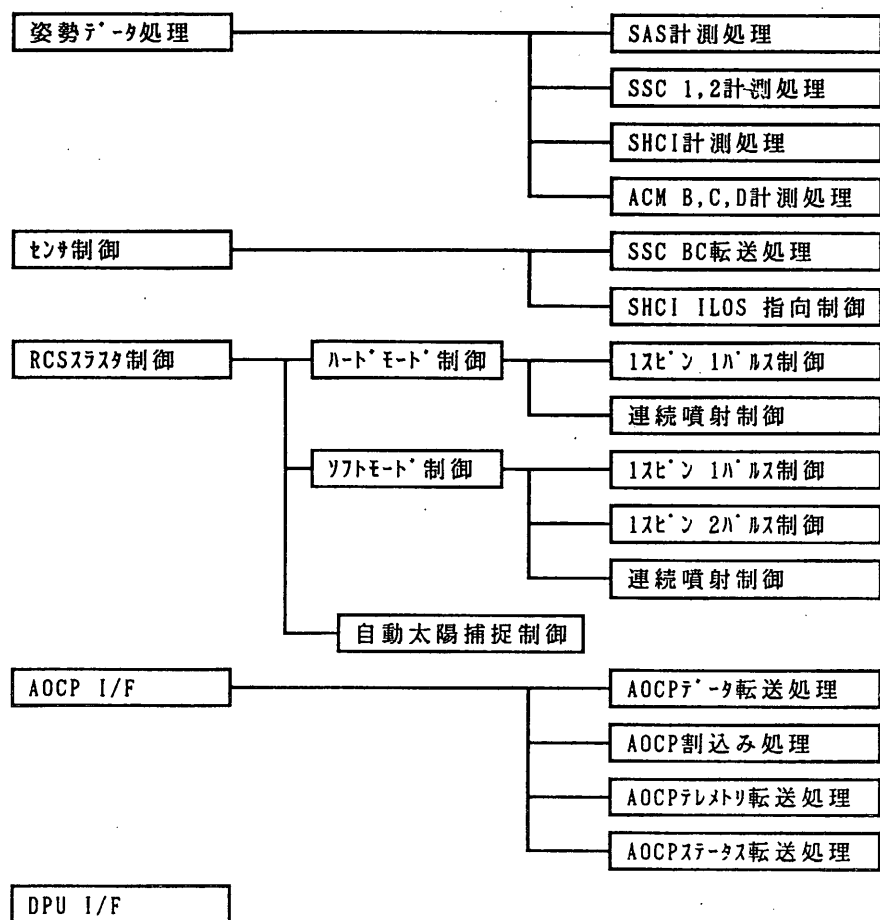 姿勢ﾃﾞｰﾀ処理
SAS計測処理
SSC 1,2計測処理
SHCI計測処理
ACM B,C,D計測処理
ｾﾝｻ制御
SSC BC転送処理
SHCI ILOS 指向制御
RCSｽﾗｽﾀ制御
ﾊｰﾄﾞﾓｰﾄﾞ制御
1ｽﾋﾟﾝ 1ﾊﾟﾙｽ制御
連続噴射制御
ｿﾌﾄﾓｰﾄﾞ制御
1ｽﾋﾟﾝ 1ﾊﾟﾙｽ制御
1ｽﾋﾟﾝ 2ﾊﾟﾙｽ制御
連続噴射制御
自動太陽捕捉制御
AOCP I/F
AOCPﾃﾞｰﾀ転送処理
AOCP割込み処理
AOCPﾃﾚﾒﾄﾘ転送処理
AOCPｽﾃｰﾀｽ転送処理
DPU I/F